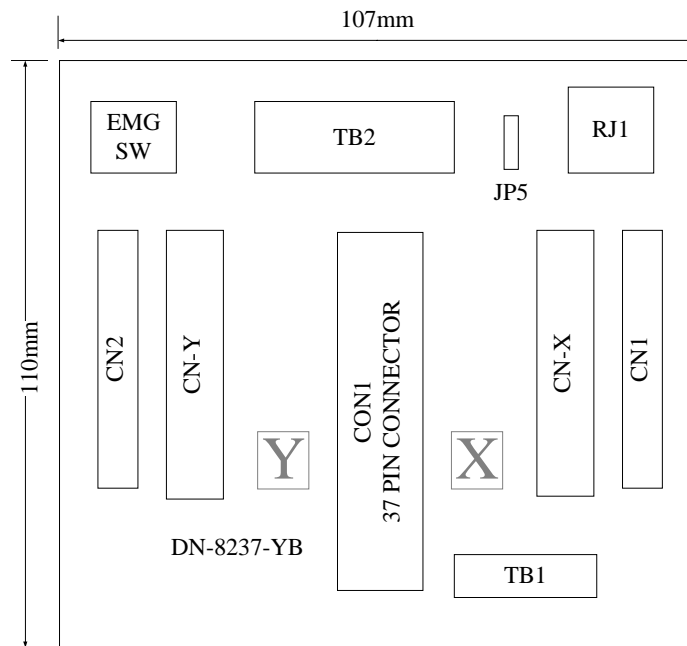 107mm
110mm
EMG
SW
TB2
JP5
RJ1
CN2
CN-Y
CON1
37 PIN CONNECTOR
CN-X
CN1
Y
X
DN-8237-YB
TB1